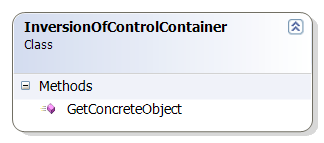 InversionOfControlContainer
Class
Methods
GetConcreteObject